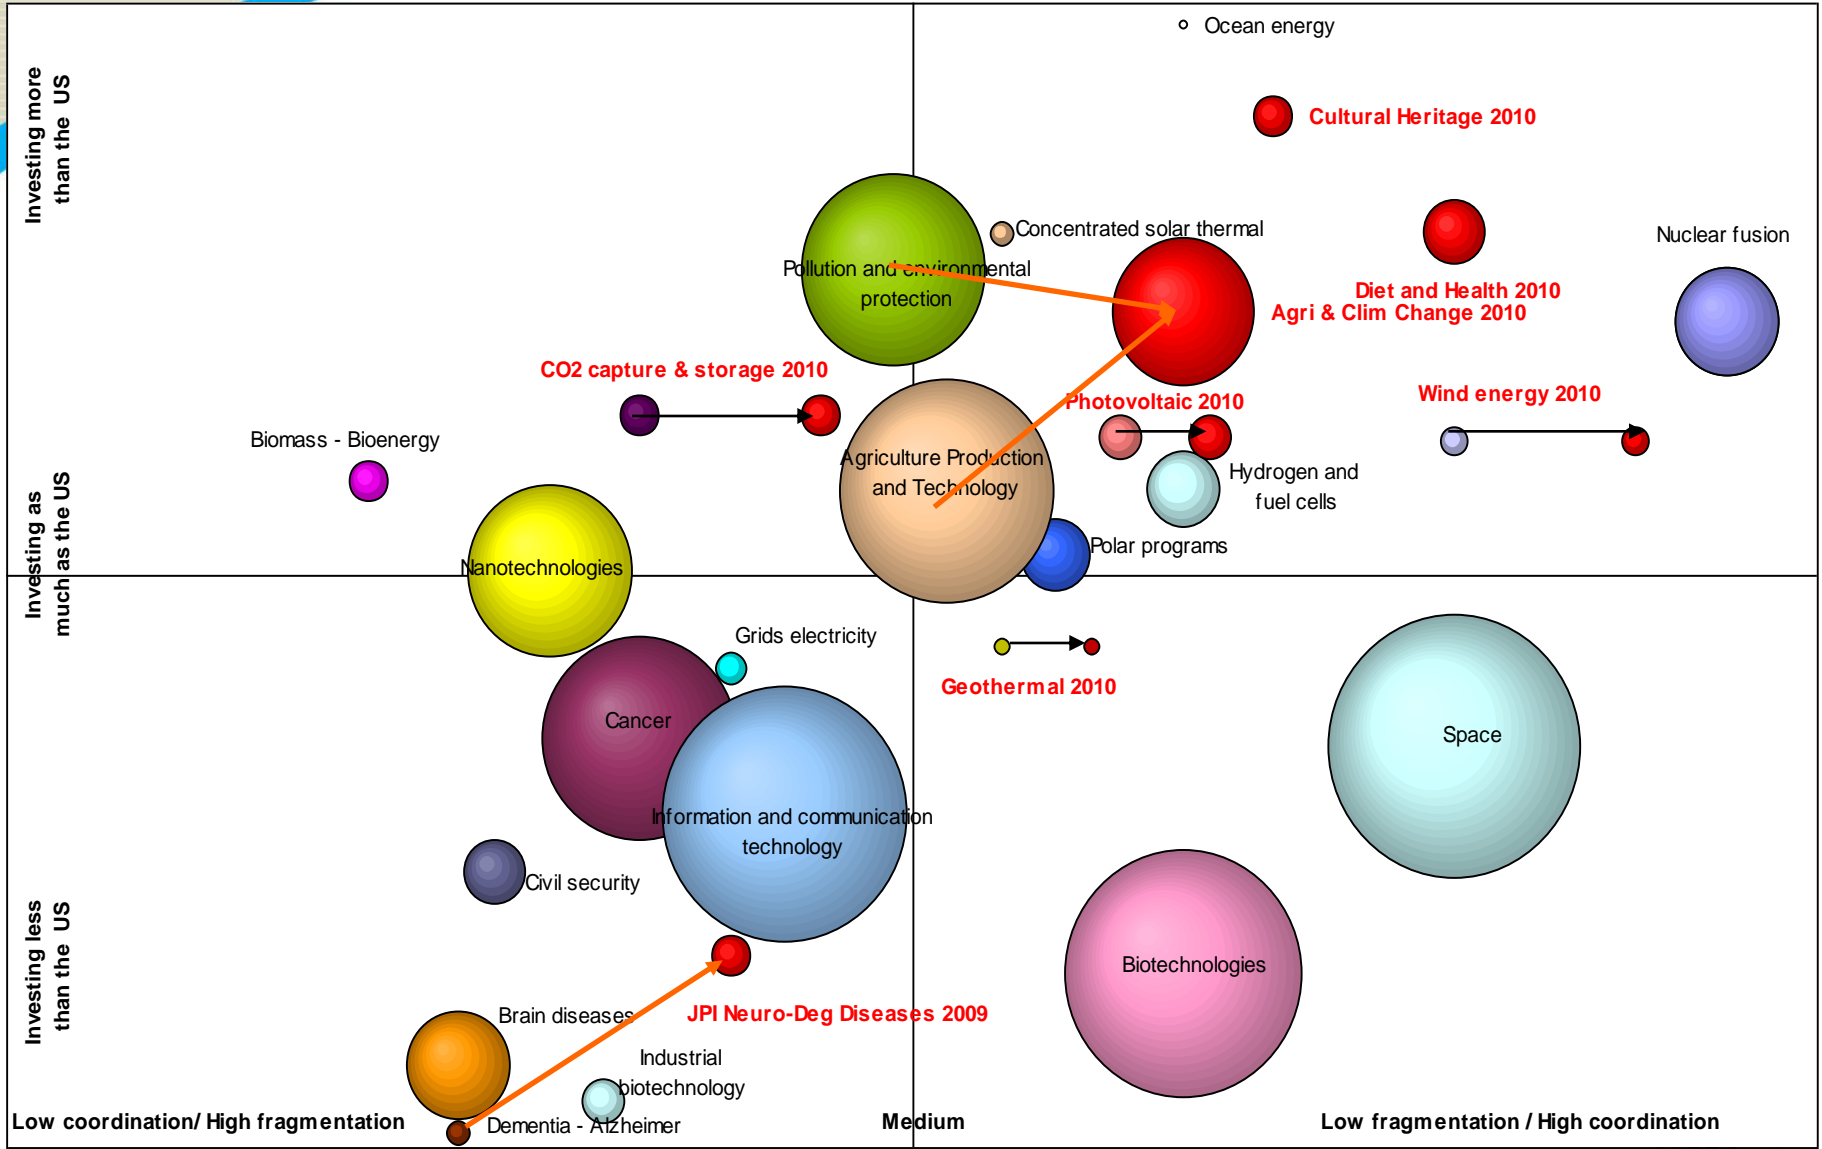 Investing more
than the US
Ocean energy
Cultural Heritage 2010
Concentrated solar thermal
Nuclear fusion
Pollution and environmental
protection
Diet and Health 2010
Agri & Clim Change 2010
CO2 capture & storage 2010
Photovoltaic 2010
Wind energy 2010
Biomass - Bioenergy
Agriculture Production
and Technology
Hydrogen and
fuel cells
Investing as
much as the US
Polar programs
Nanotechnologies
Grids electricity
Geothermal 2010
Cancer
Space
Information and communication
technology
Civil security
Investing less
than the US
Biotechnologies
Brain diseases
JPI Neuro-Deg Diseases 2009
Industrial
biotechnology
Dementia - Alzheimer
Low coordination/ High fragmentation
Medium
Low fragmentation / High coordination